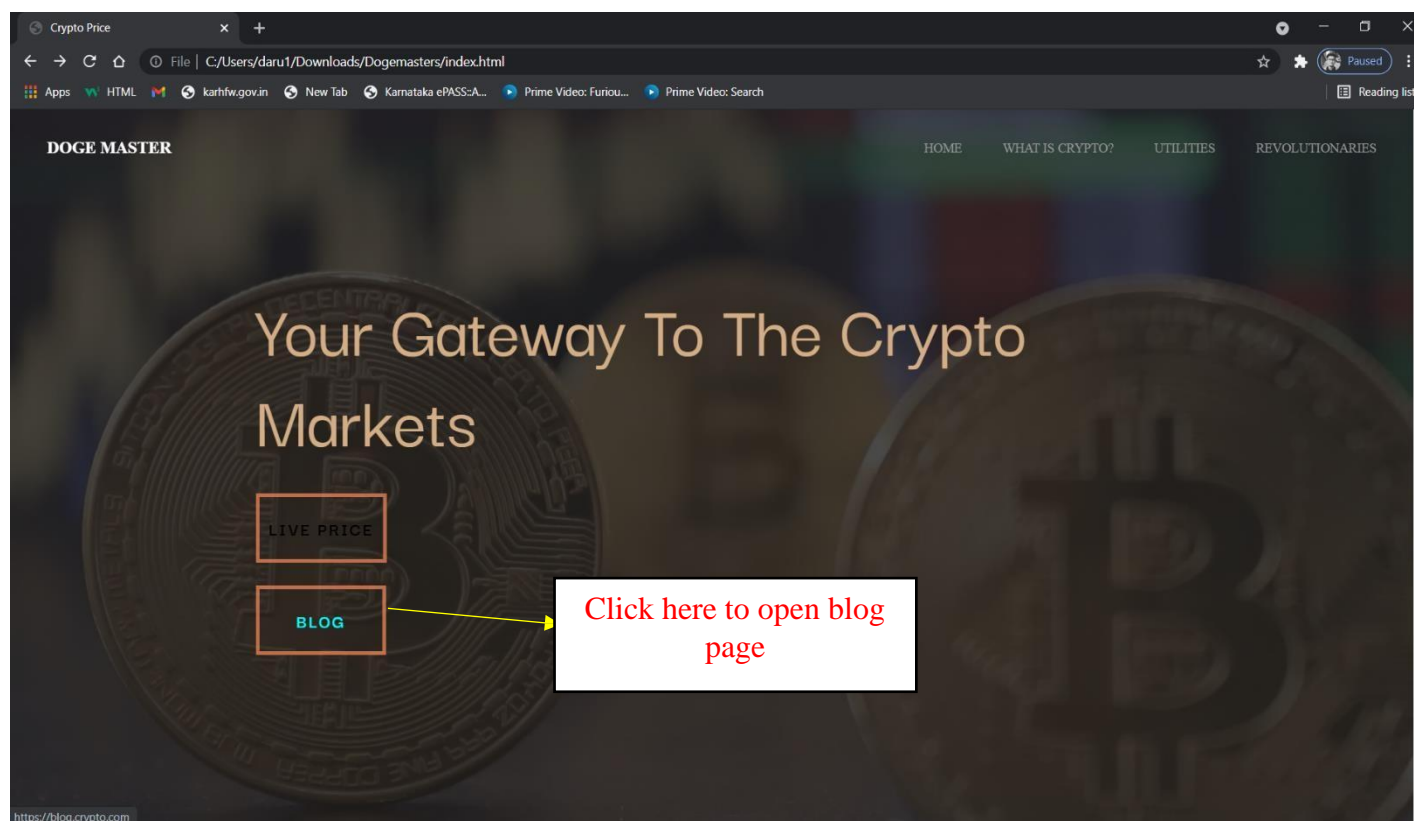 Crypto Price
File | C:/Users/daru1/Downloads/Dogemasters/index.html
Paused
Apps HTML karhfw.gov.in New Tab Karnataka ePASS::A... Prime Video: Furiou... Prime Video: Search Reading list
DOGE MASTER HOME WHAT IS CRYPTO? UTILITIES REVOLUTIONARIES
Your Gateway To The Crypto
Markets
LIVE PRICE
BLOG
Click here to open blog
page
https://blog.crypto.com